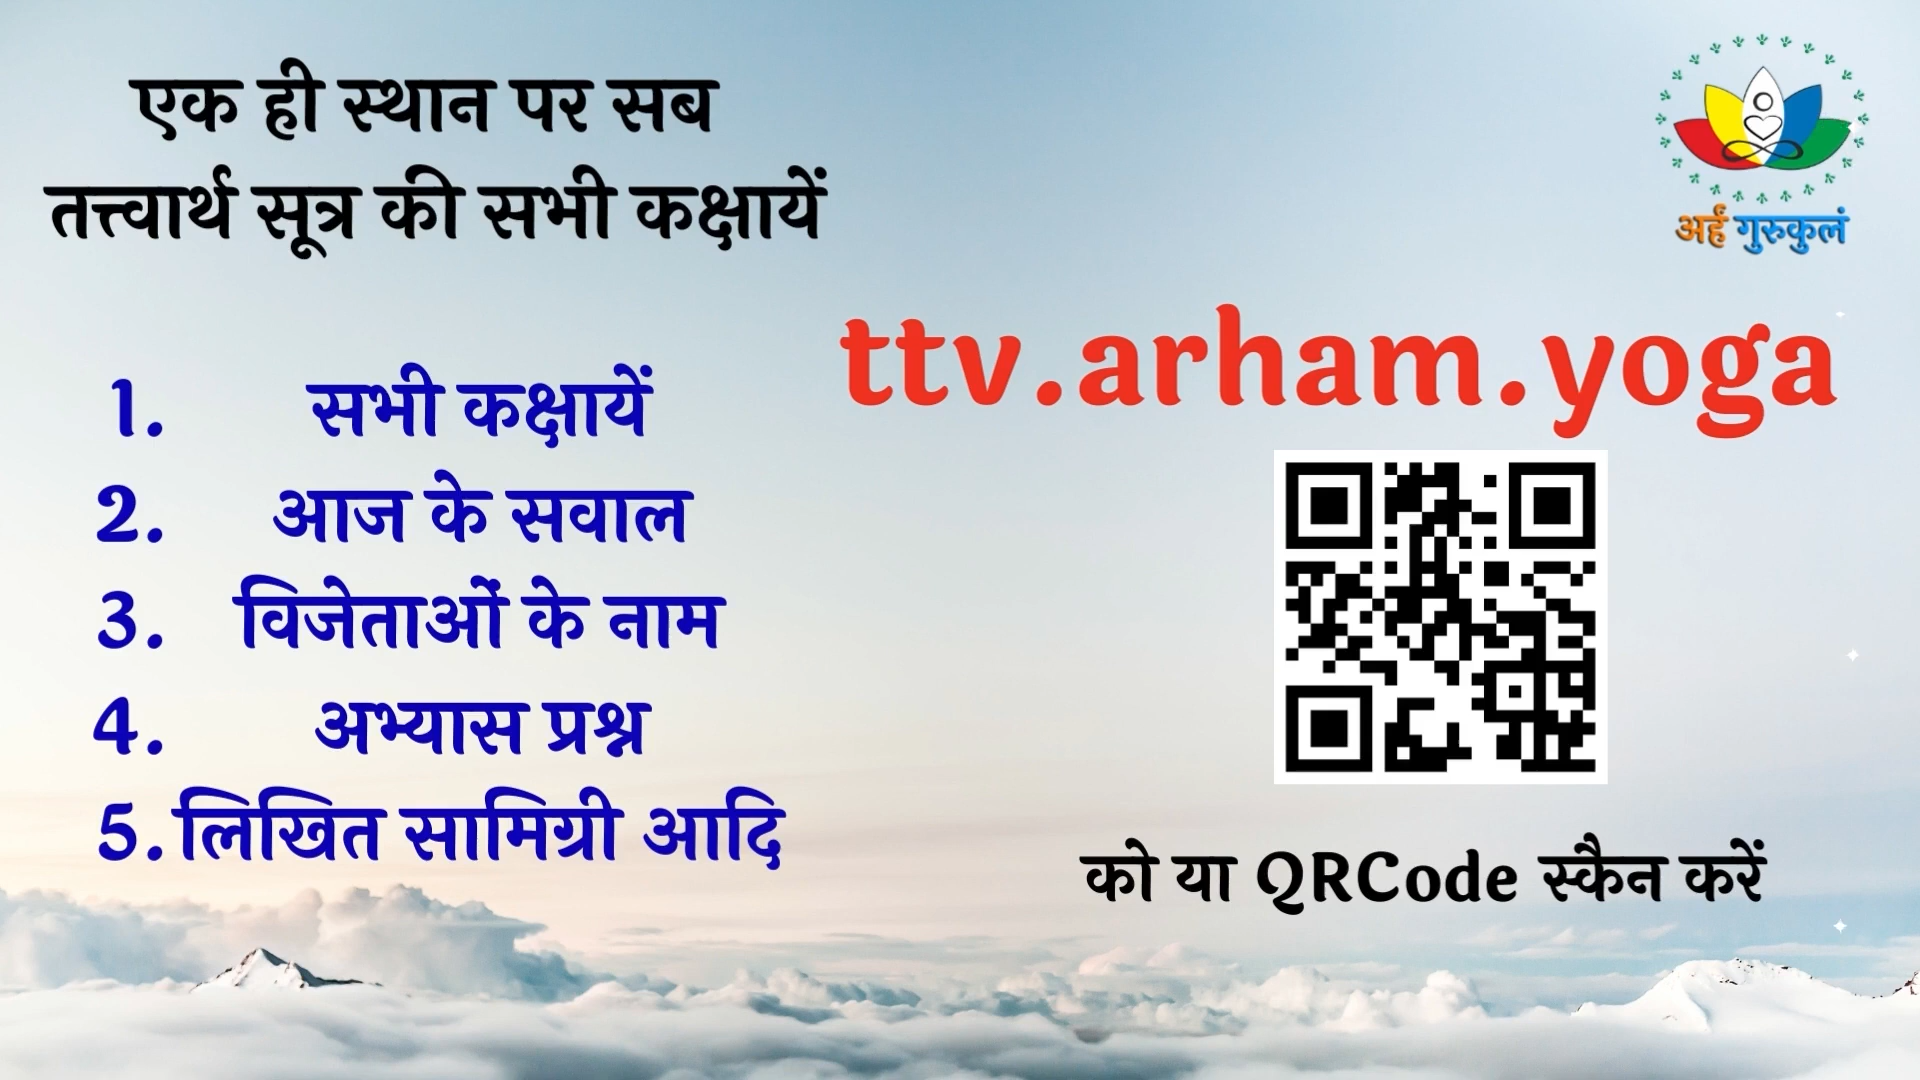 एक ही स्थान पर सब
तत्त्वार्थ सूत्र की सभी कक्षायें
1. सभी कक्षायें
2. आज के सवाल
3. विजेताओं के नाम
4. अभ्यास प्रश्न
5. लिखित सामिग्री आदि
अर्हं गुरुकुलं
ttv.arham.yoga
को या QRCode स्कैन करें